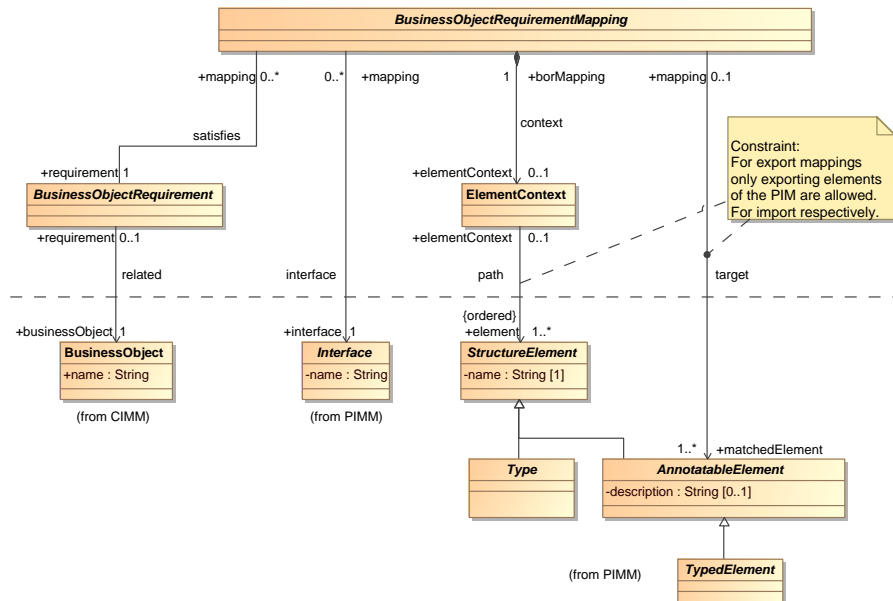 BusinessObjectRequirementMapping
+mapping 0..*
0..* +mapping
1 +borMapping
+mapping 0..1
satisfies
context
Constraint:
For export mappings
only exporting elements
of the PIM are allowed.
For import respectively.
+requirement 1
+elementContext 0..1
BusinessObjectRequirement
ElementContext
+requirement 0..1
+elementContext 0..1
related
interface
path
target
{ordered}
+businessObject 1
+interface 1
+element 1..*
BusinessObject
+name : String
Interface
-name : String
StructureElement
-name : String [1]
(from CIMM)
(from PIMM)
1..* +matchedElement
Type
AnnotatableElement
-description : String [0..1]
(from PIMM)
TypedElement